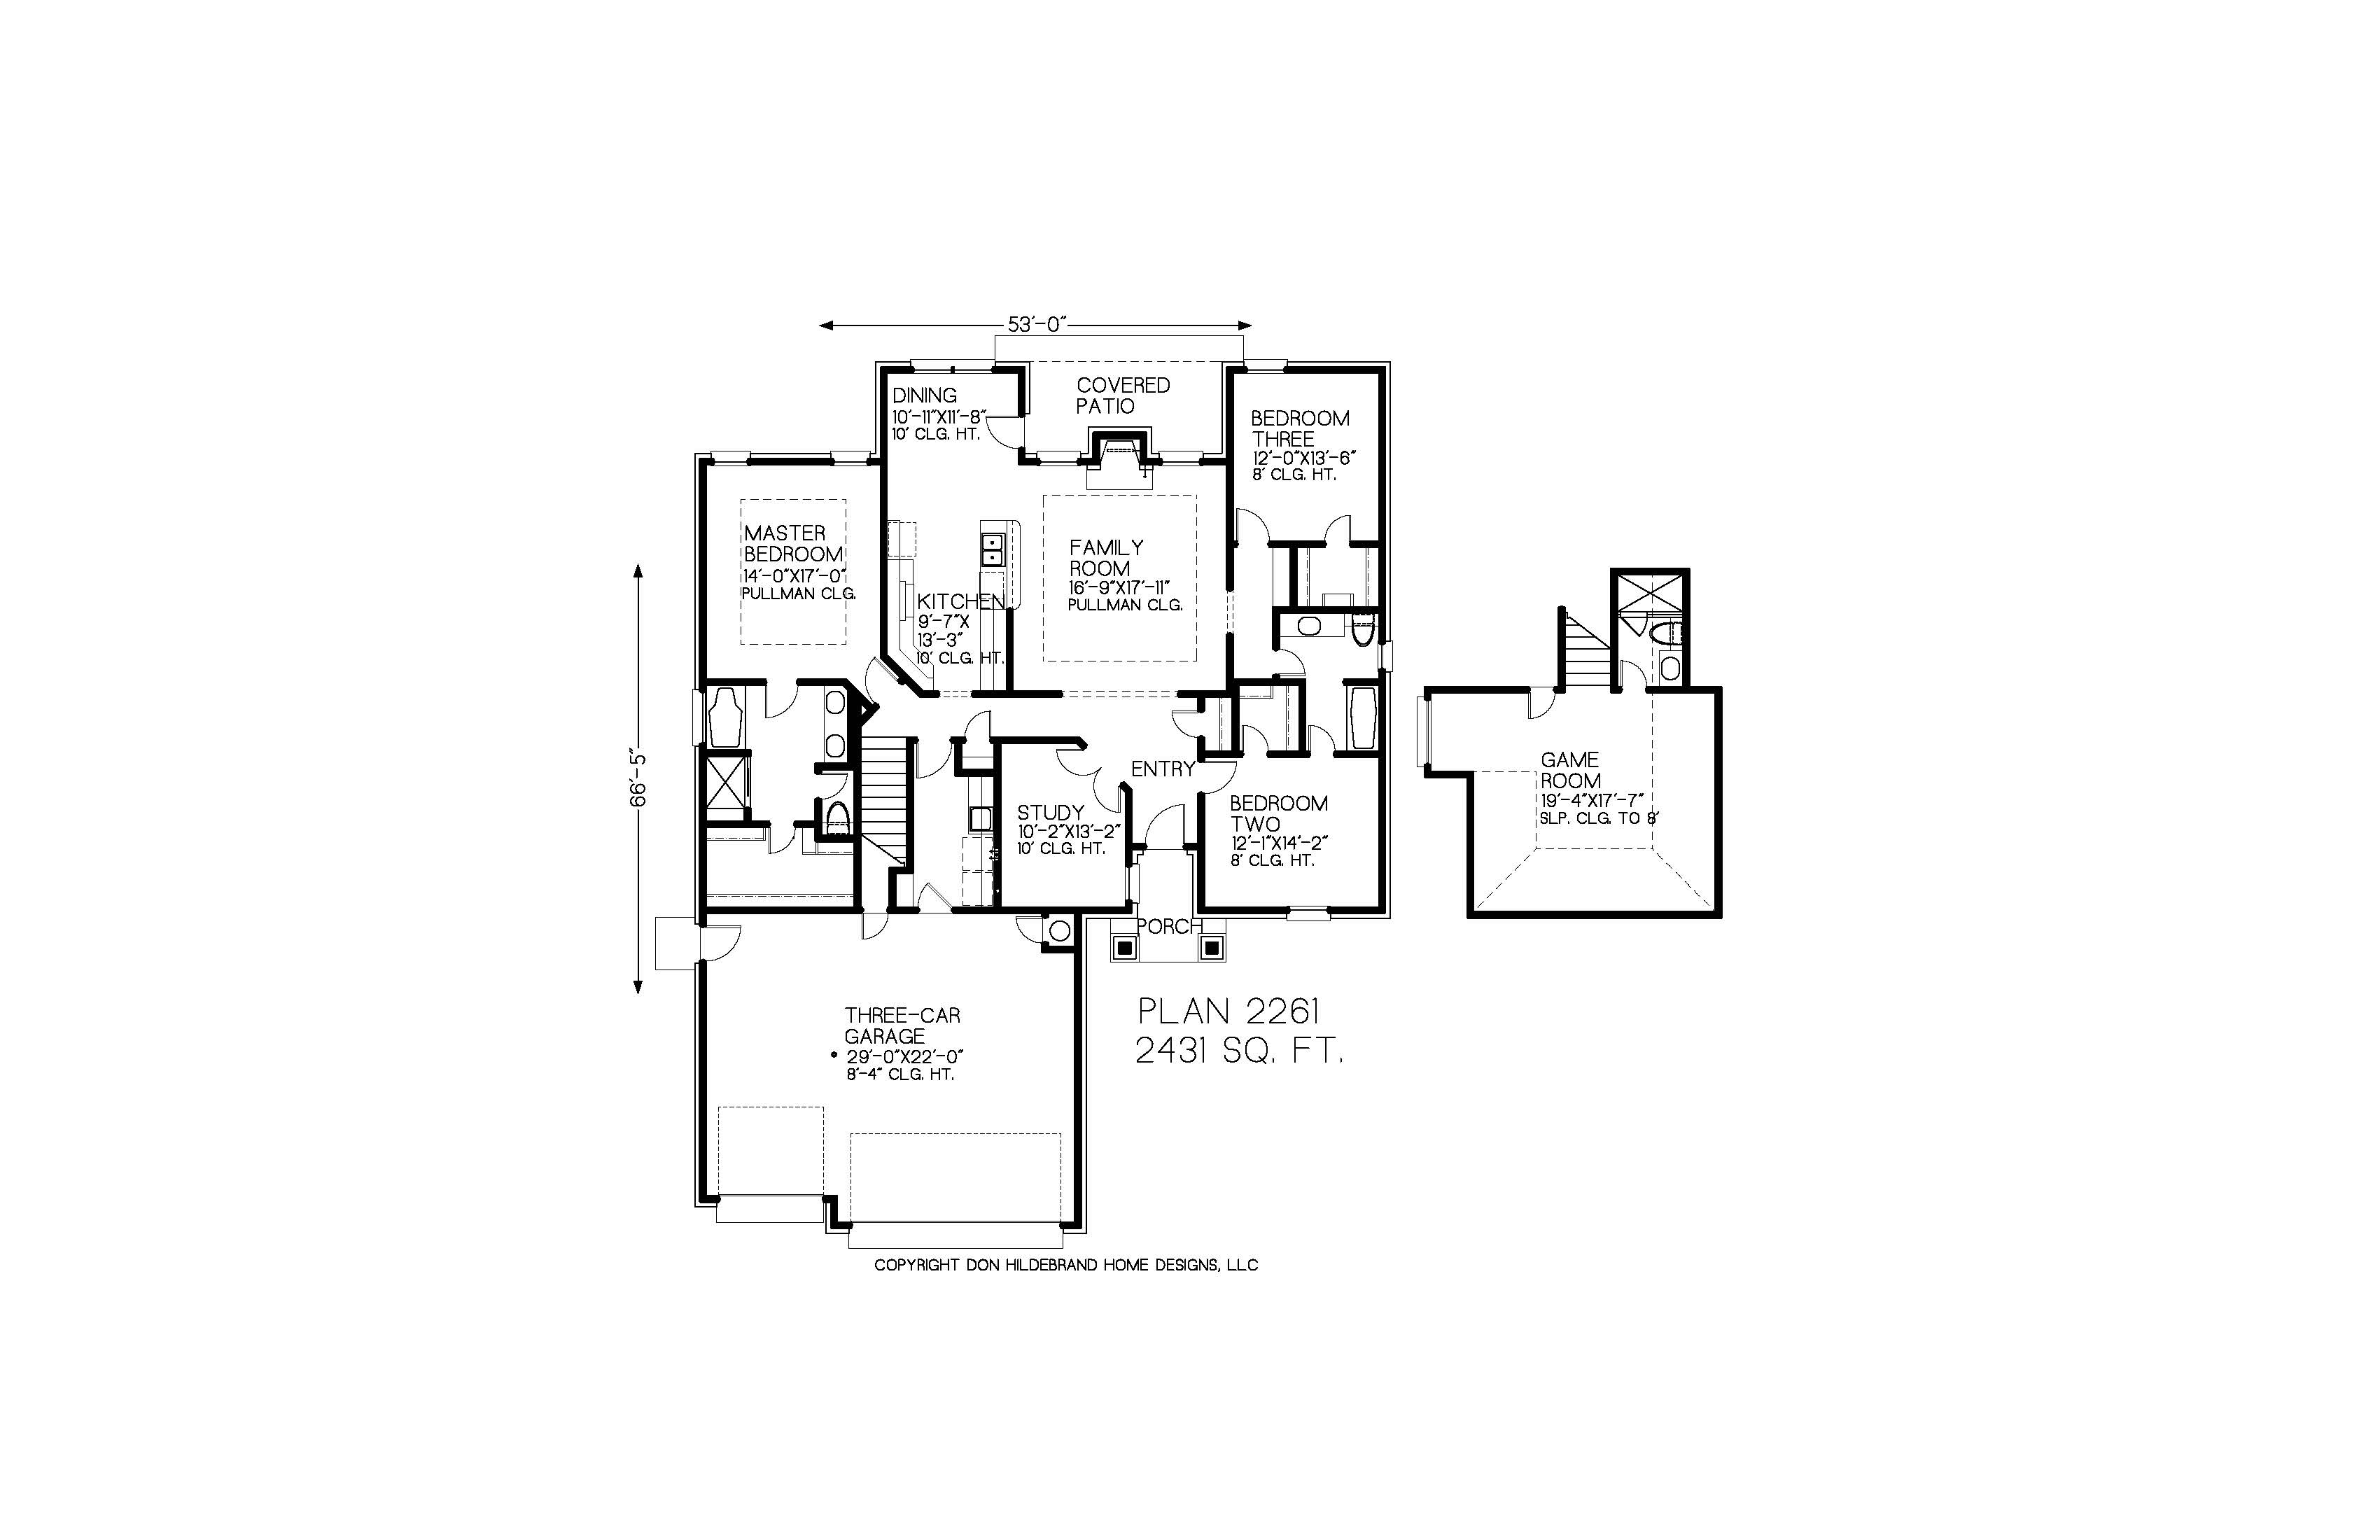 53'-0"
COVERED
PATIO
DINING
10'-11"X11'-8"
10' CLG. HT.
BEDROOM
THREE
12'-0"X13'-6"
8' CLG. HT.
MASTER
BEDROOM
14'-0"X17'-0"
PULLMAN CLG.
FAMILY
ROOM
16'-9"X17'-11"
PULLMAN CLG.
KITCHEN
9'-7"X
13'-3"
10' CLG. HT.
66'-5"
ENTRY
STUDY
10'-2"X13'-2"
10' CLG. HT.
BEDROOM
TWO
12'-1"X14'-2"
8' CLG. HT.
GAME
ROOM
19'-4"X17'-7"
SLP. CLG. TO 8'
PORCH
THREE-CAR
GARAGE
29'-0"X22'-0"
8'-4" CLG. HT.
PLAN 2261
2431 SQ. FT.
COPYRIGHT DON HILDEBRAND HOME DESIGNS, LLC